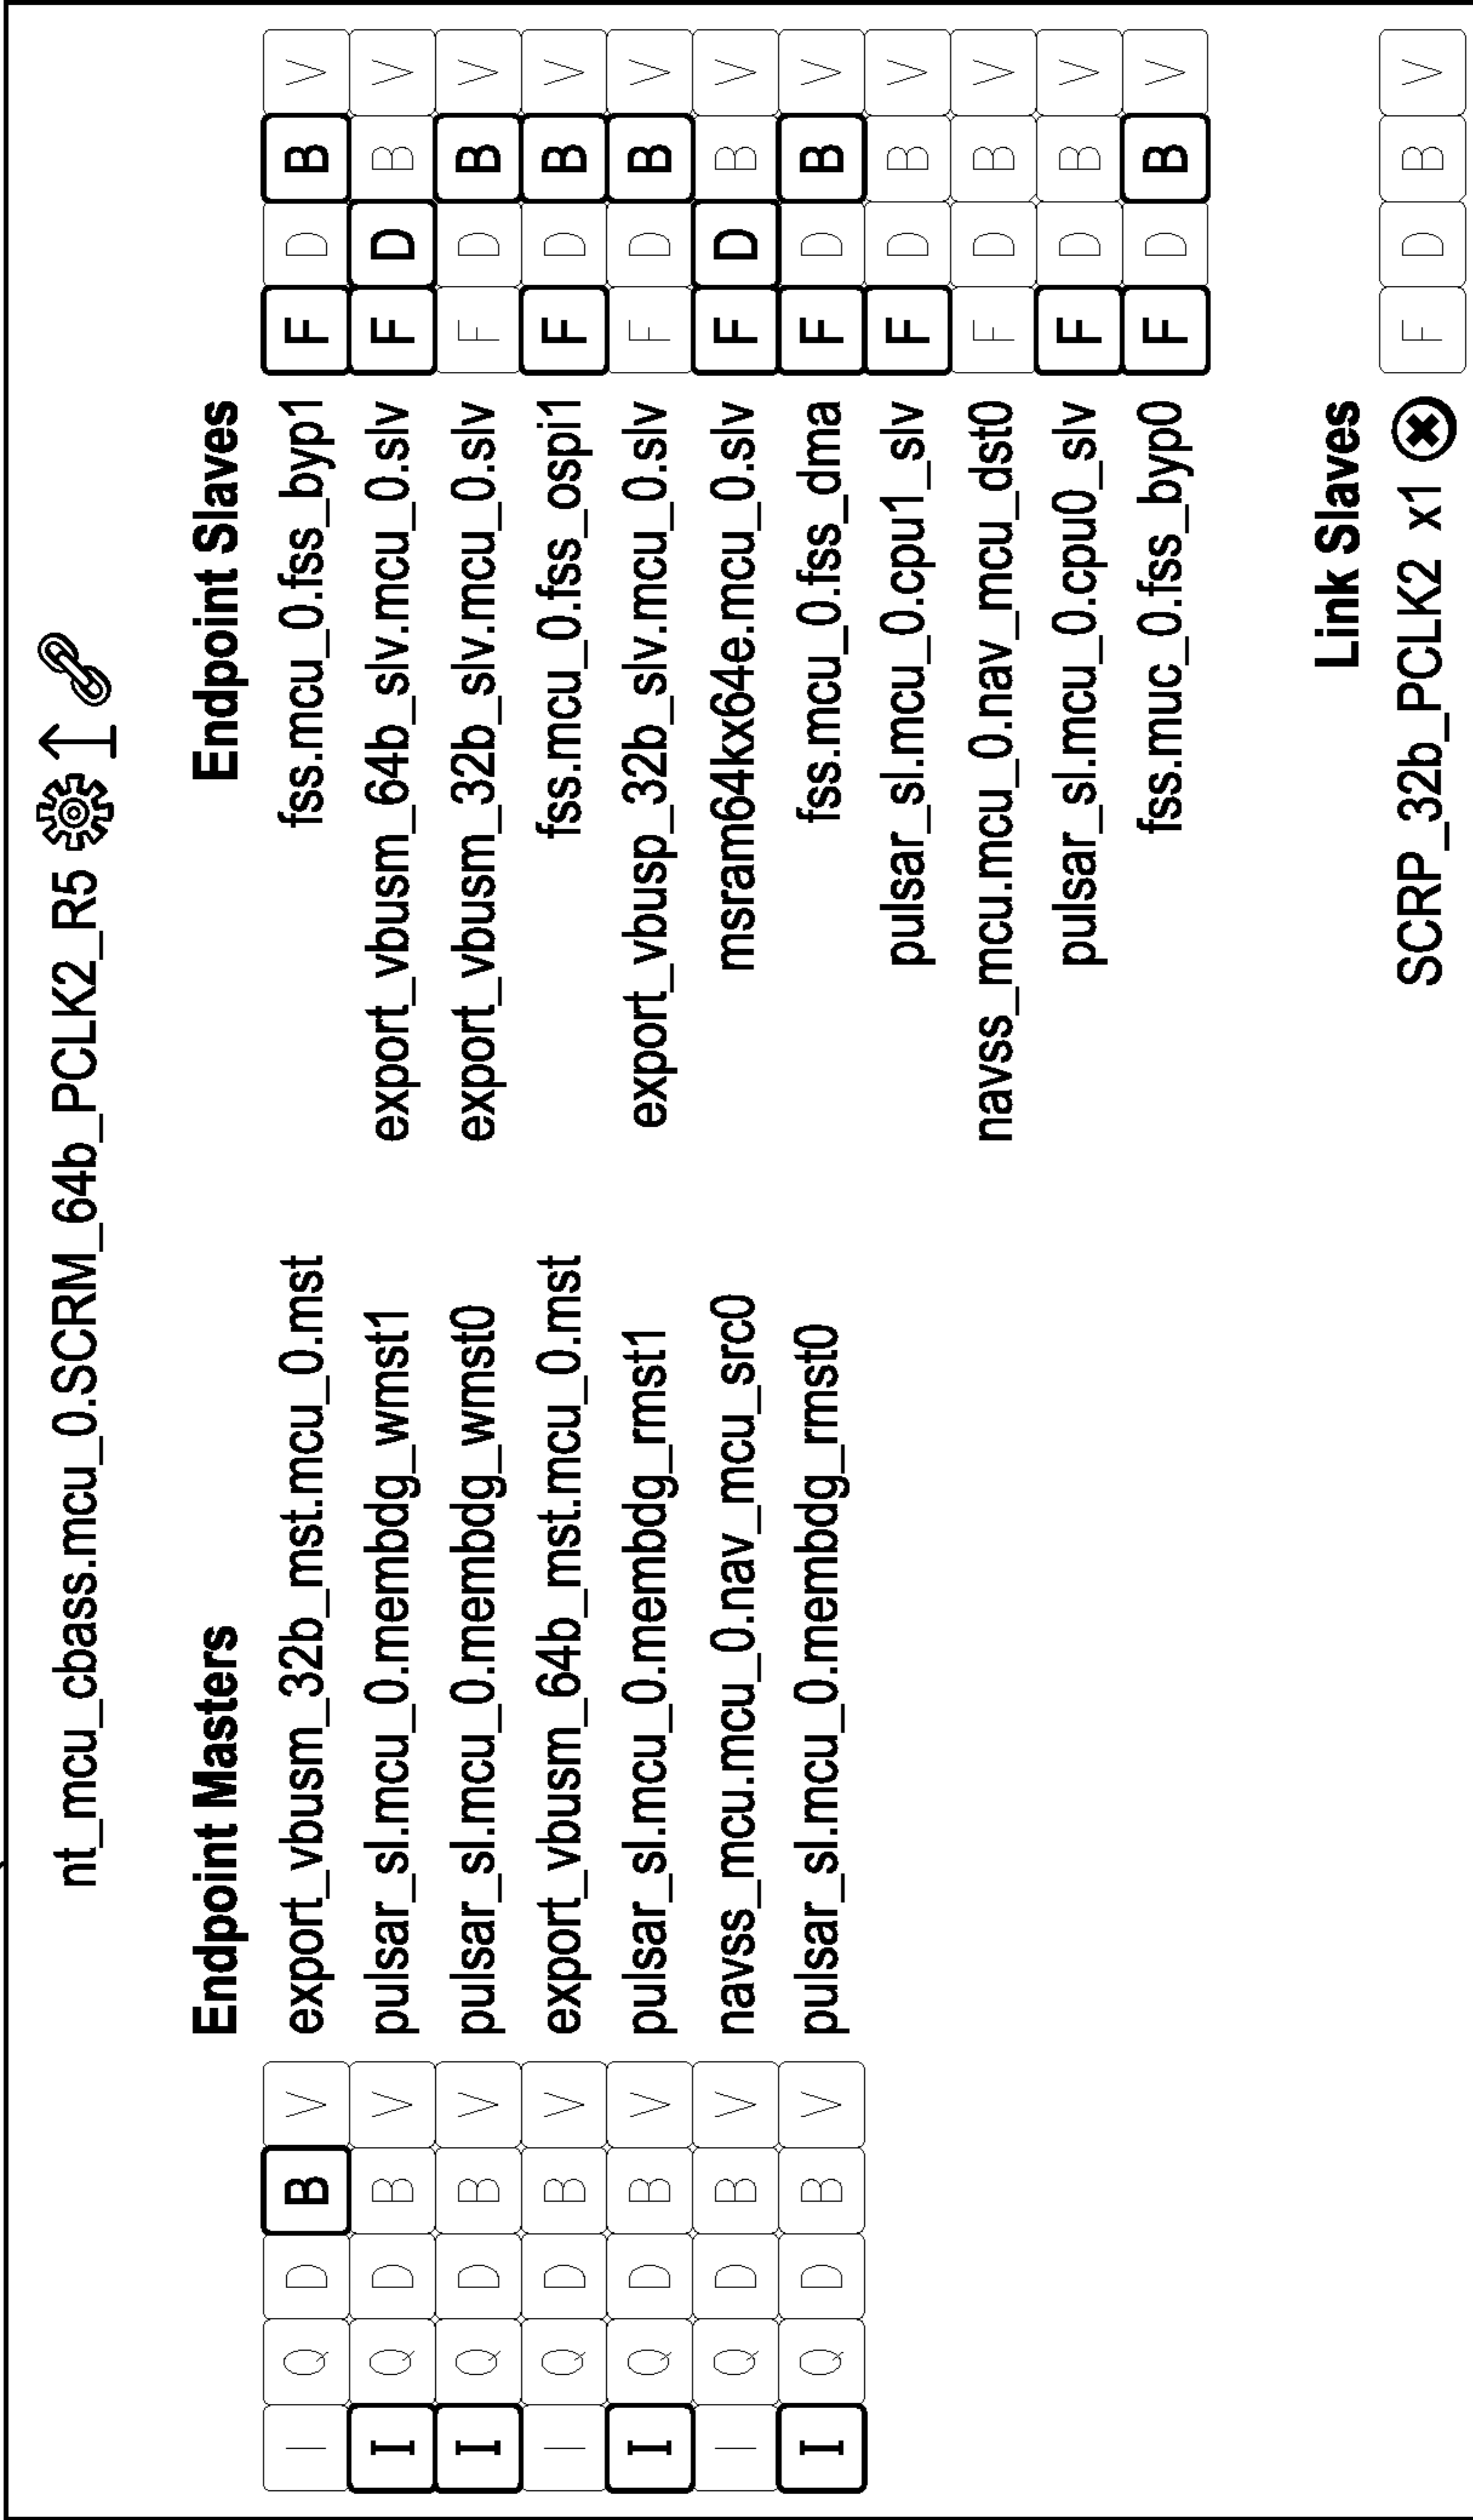 nt_mcu_cbass.mcu_0.SCRM_64b_PCLK2_R5
Endpoint Masters
I Q D B V export_vbusm_32b_mst.mcu_0.mst
I Q D B V pulsar_sl.mcu_0.membdg_wmst1
I Q D B V pulsar_sl.mcu_0.membdg_wmst0
I Q D B V export_vbusm_64b_mst.mcu_0.mst
I Q D B V pulsar_sl.mcu_0.membdg_rmst1
I Q D B V navss_mcu.mcu_0.nav_mcu_src0
I Q D B V pulsar_sl.mcu_0.membdg_rmst0
Endpoint Slaves
fss.mcu_0.fss_byp1 F D B V
export_vbusm_64b_slv.mcu_0.slv F D B V
export_vbusm_32b_slv.mcu_0.slv F D B V
fss.mcu_0.fss_ospi1 F D B V
export_vbusp_32b_slv.mcu_0.slv F D B V
msram64kx64e.mcu_0.slv F D B V
fss.mcu_0.fss_dma F D B V
pulsar_sl.mcu_0.cpu1_slv F D B V
navss_mcu.mcu_0.nav_mcu_dst0 F D B V
pulsar_sl.mcu_0.cpu0_slv F D B V
fss.muc_0.fss_byp0 F D B V
Link Slaves
SCRP_32b_PCLK2 x1 F D B V